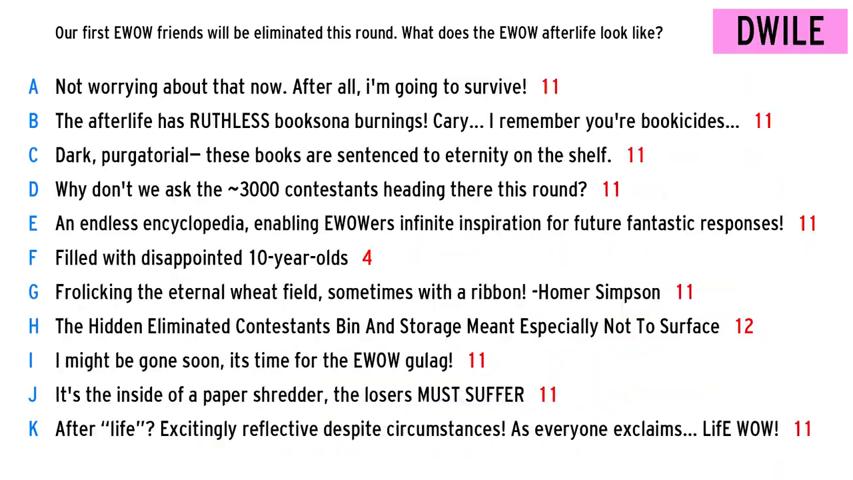 Our first EWOW friends will be eliminated this round. What does the EWOW afterlife look like?
DWILE
A Not worrying about that now. After all, i'm going to survive! 11
B The afterlife has RUTHLESS booksona burnings! Cary... I remember you're bookicides... 11
C Dark, purgatorial— these books are sentenced to eternity on the shelf. 11
D Why don't we ask the ~3000 contestants heading there this round? 11
E An endless encyclopedia, enabling EWOWers infinite inspiration for future fantastic responses! 11
F Filled with disappointed 10-year-olds 4
G Frolicking the eternal wheat field, sometimes with a ribbon! -Homer Simpson 11
H The Hidden Eliminated Contestants Bin And Storage Meant Especially Not To Surface 12
I I might be gone soon, its time for the EWOW gulag! 11
J It's the inside of a paper shredder, the losers MUST SUFFER 11
K After “life”? Excitingly reflective despite circumstances! As everyone exclaims... LifE WOW! 11